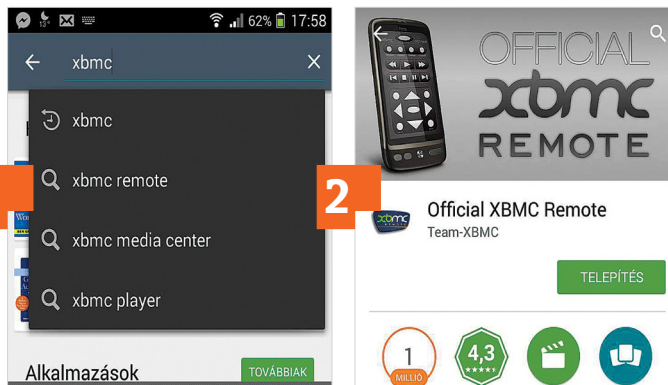 62% 17:58
xbmc
xbmc
xbmc remote
xbmc media center
xbmc player
Alkalmazások
TOVÁBBIAK
2
OFFICIAL
xbmc
REMOTE
Official XBMC Remote
Team-XBMC
TELEPÍTÉS
1
MILLIÓ
4,3